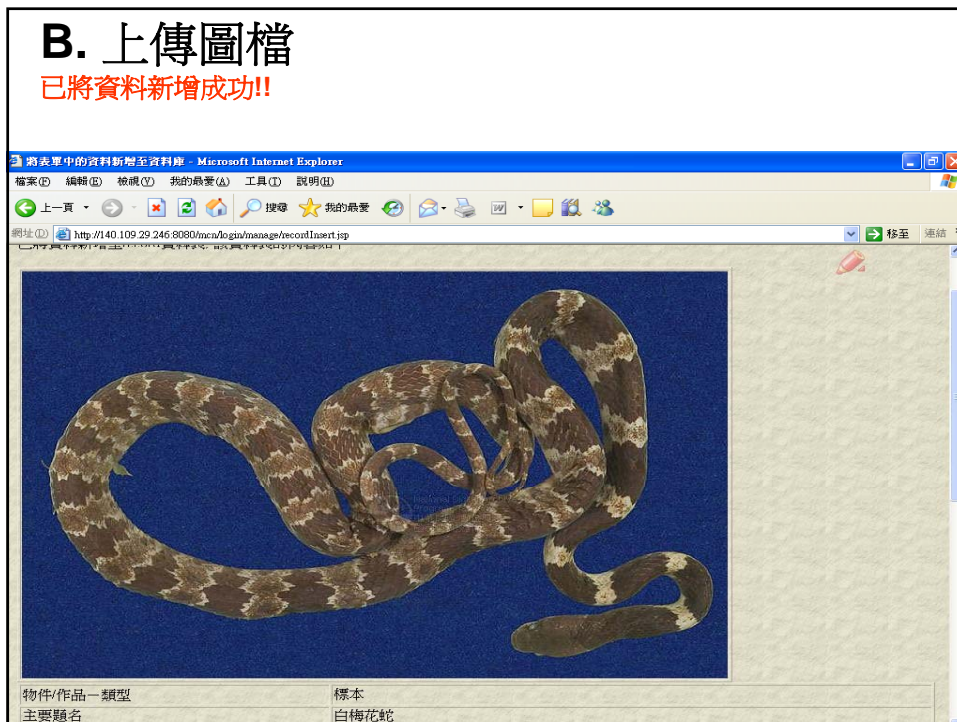 B. 上傳圖檔
已將資料新增成功!!
將表單中的資料新增至資料庫 - Microsoft Internet Explorer
檔案(F) 編輯(E) 檢視(V) 我的最愛(A) 工具(T) 說明(H)
上一頁 搜尋 我的最愛
網址(D) http://140.109.29.246:8080/mcn/login/manage/recordInsert.jsp 移至 連結
物件/作品－類型 標本
主要題名 白梅花蛇